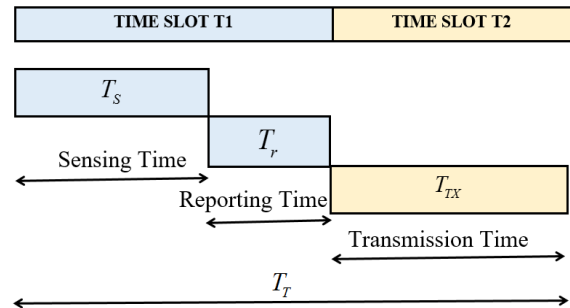 TIME SLOT T1 TIME SLOT T2
T_S
T_r
Sensing Time
T_TX
Reporting Time
Transmission Time
T_T